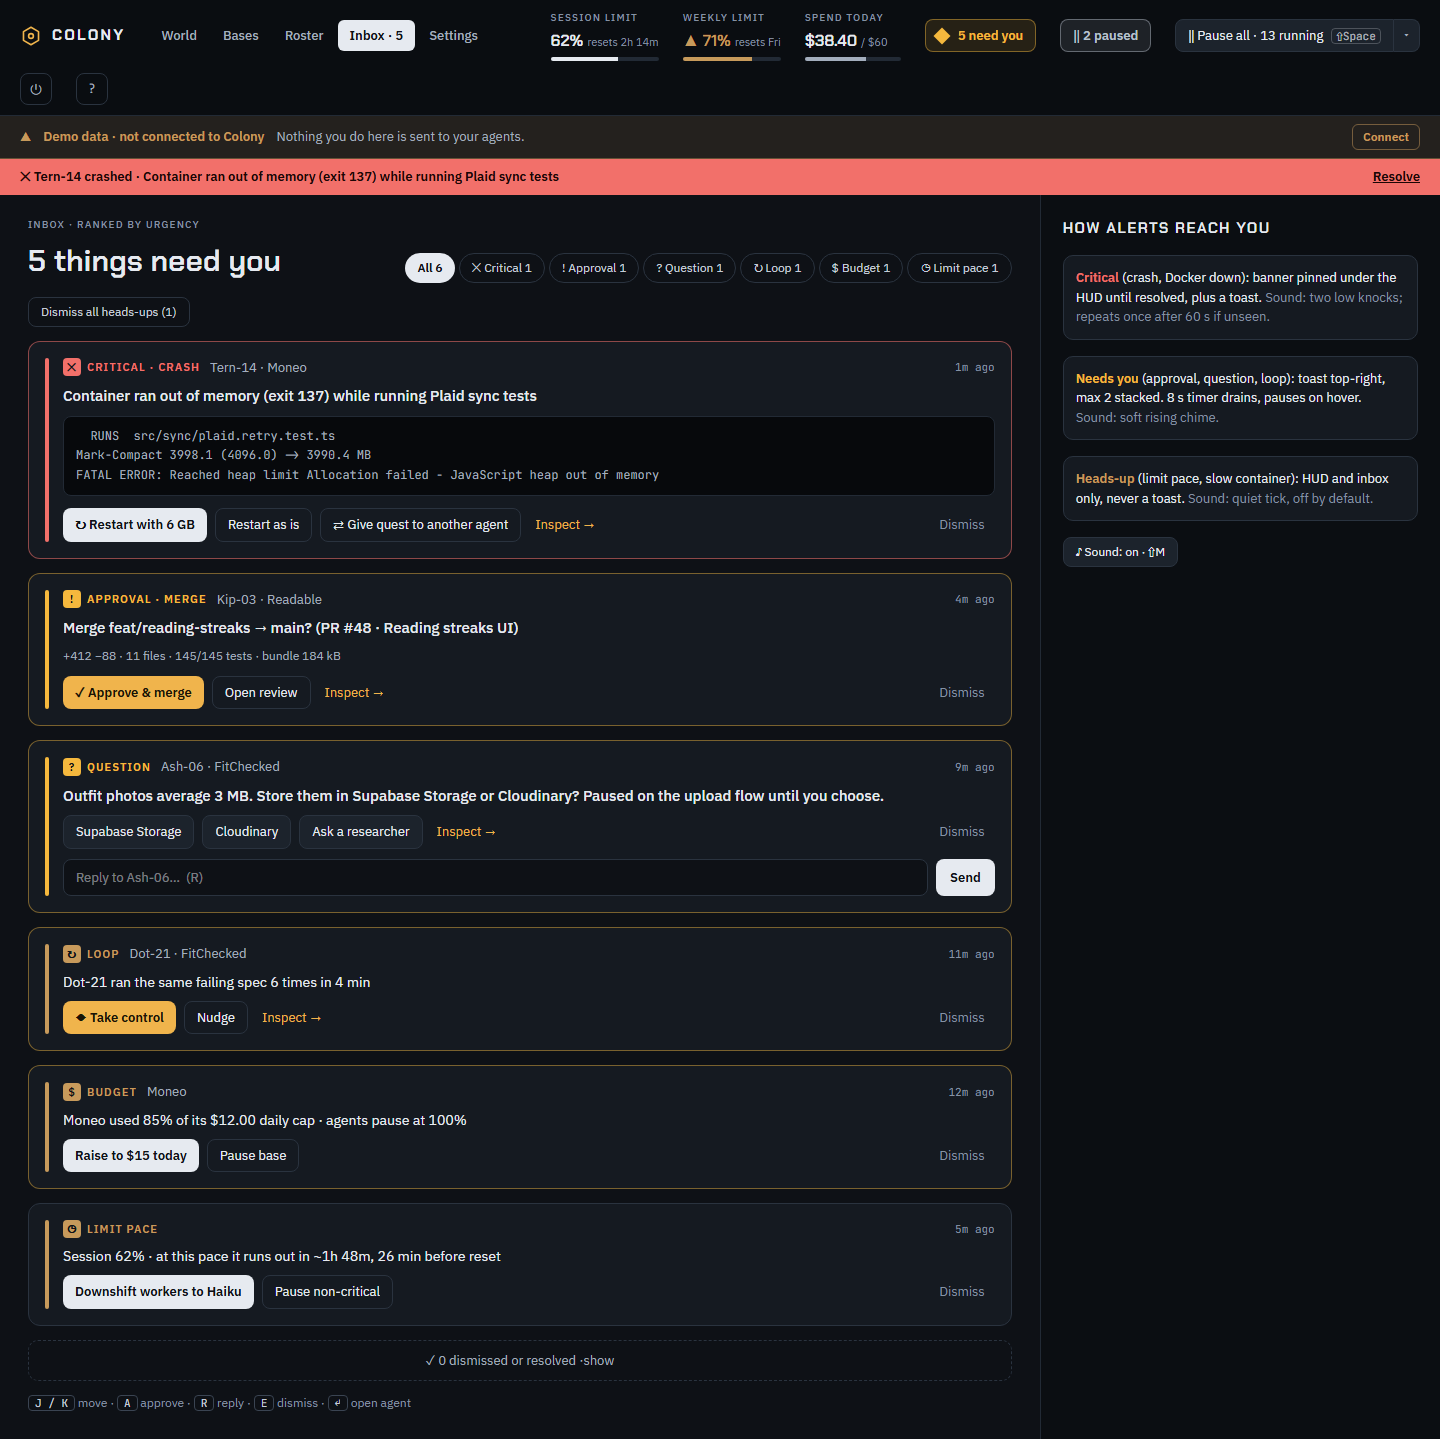 COLONY
World
Bases
Roster
Inbox · 5
Settings
SESSION LIMIT
62% resets 2h 14m
WEEKLY LIMIT
▲ 71% resets Fri
SPEND TODAY
$38.40 / $60
5 need you
|| 2 paused
|| Pause all · 13 running ⇧Space
?
▲ Demo data · not connected to Colony Nothing you do here is sent to your agents.
Connect
✕ Tern-14 crashed · Container ran out of memory (exit 137) while running Plaid sync tests
Resolve
INBOX · RANKED BY URGENCY
5 things need you
All 6
✕ Critical 1
! Approval 1
? Question 1
↻ Loop 1
$ Budget 1
◔ Limit pace 1
Dismiss all heads-ups (1)
✕ CRITICAL · CRASH Tern-14 · Moneo
1m ago
Container ran out of memory (exit 137) while running Plaid sync tests
RUNS src/sync/plaid.retry.test.ts
Mark-Compact 3998.1 (4096.0) → 3990.4 MB
FATAL ERROR: Reached heap limit Allocation failed - JavaScript heap out of memory
↻ Restart with 6 GB
Restart as is
⇄ Give quest to another agent
Inspect →
Dismiss
! APPROVAL · MERGE Kip-03 · Readable
4m ago
Merge feat/reading-streaks → main? (PR #48 · Reading streaks UI)
+412 −88 · 11 files · 145/145 tests · bundle 184 kB
✓ Approve & merge
Open review
Inspect →
Dismiss
? QUESTION Ash-06 · FitChecked
9m ago
Outfit photos average 3 MB. Store them in Supabase Storage or Cloudinary? Paused on the upload flow until you choose.
Supabase Storage
Cloudinary
Ask a researcher
Inspect →
Dismiss
Reply to Ash-06… (R)
Send
↻ LOOP Dot-21 · FitChecked
11m ago
Dot-21 ran the same failing spec 6 times in 4 min
Take control
Nudge
Inspect →
Dismiss
$ BUDGET Moneo
12m ago
Moneo used 85% of its $12.00 daily cap · agents pause at 100%
Raise to $15 today
Pause base
Dismiss
◔ LIMIT PACE
5m ago
Session 62% · at this pace it runs out in ~1h 48m, 26 min before reset
Downshift workers to Haiku
Pause non-critical
Dismiss
✓ 0 dismissed or resolved ·show
J / K move · A approve · R reply · E dismiss · ↲ open agent
HOW ALERTS REACH YOU
Critical (crash, Docker down): banner pinned under the
HUD until resolved, plus a toast. Sound: two low knocks;
repeats once after 60 s if unseen.
Needs you (approval, question, loop): toast top-right,
max 2 stacked. 8 s timer drains, pauses on hover.
Sound: soft rising chime.
Heads-up (limit pace, slow container): HUD and inbox
only, never a toast. Sound: quiet tick, off by default.
♪ Sound: on · ⇧M